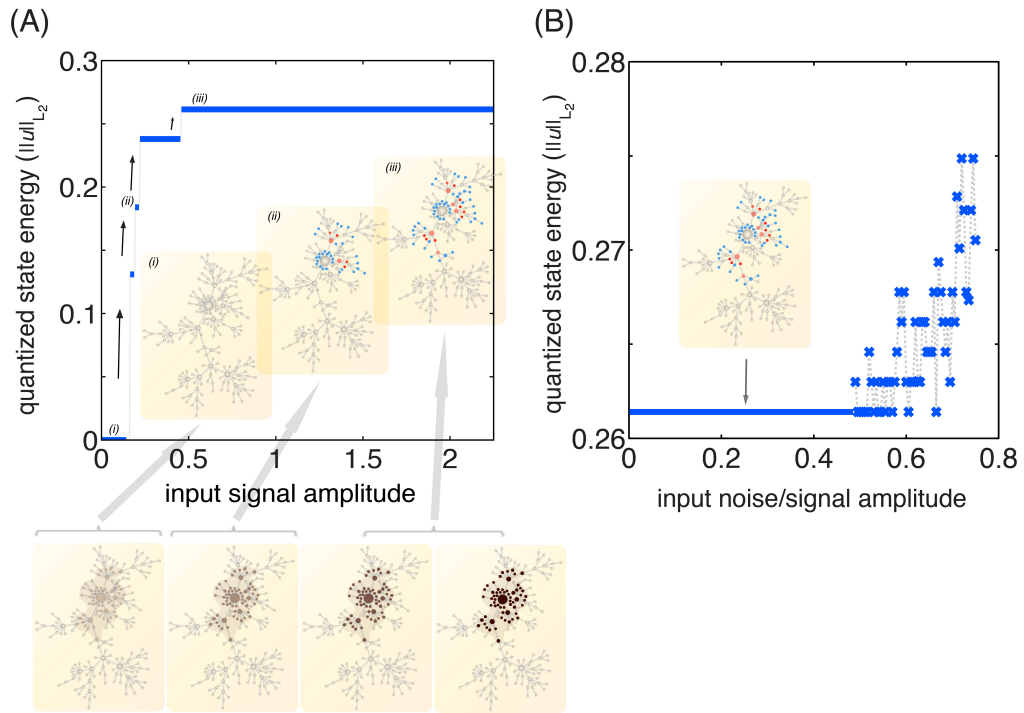 (A)
(B)
quantized state energy (||u||L₂)
0.3
0.2
0.1
0
(iii)
(ii)
(i)
(i)
(ii)
(iii)
0
0.5
1
1.5
2
input signal amplitude
quantized state energy (||u||L₂)
0.28
0.27
0.26
0
0.2
0.4
0.6
0.8
input noise/signal amplitude